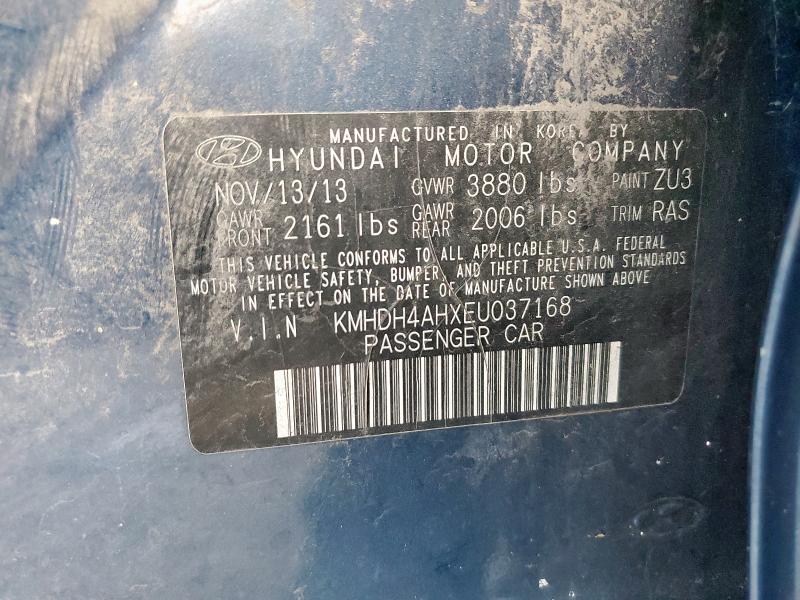 MANUFACTURED IN KOREA BY
HYUNDAI MOTOR COMPANY
NOV/13/13 GVWR 3880 lbs PAINT ZU3
GAWR FRONT 2161 lbs GAWR REAR 2006 lbs TRIM RAS
THIS VEHICLE CONFORMS TO ALL APPLICABLE U.S.A. FEDERAL
MOTOR VEHICLE SAFETY, BUMPER, AND THEFT PREVENTION STANDARDS
IN EFFECT ON THE DATE OF MANUFACTURE SHOWN ABOVE
V.I.N KMHDH4AHXEU037168
PASSENGER CAR